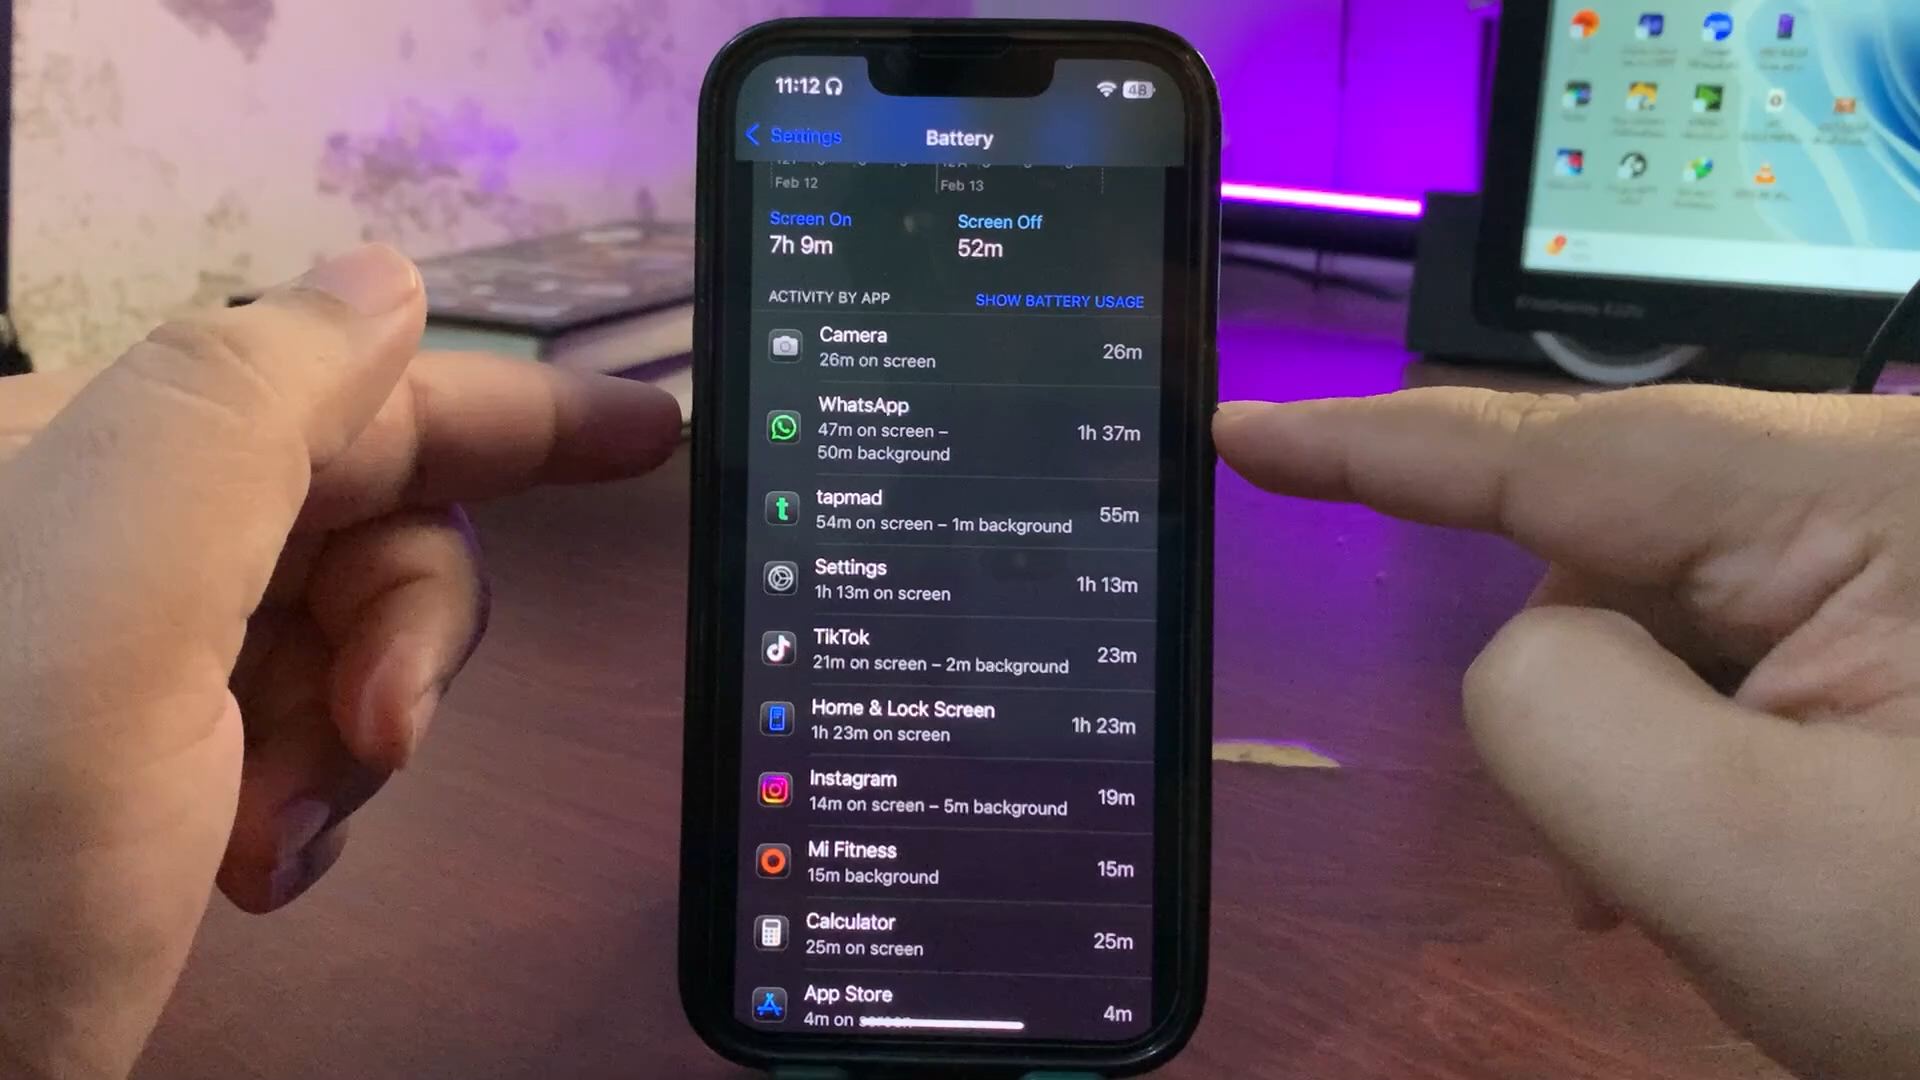 11:12
48
Settings
Battery
Feb 12
Feb 13
Screen On
Screen Off
7h 9m
52m
ACTIVITY BY APP
SHOW BATTERY USAGE
Camera
26m on screen
26m
WhatsApp
47m on screen –
50m background
1h 37m
tapmad
54m on screen – 1m background
55m
Settings
1h 13m on screen
1h 13m
TikTok
21m on screen – 2m background
23m
Home & Lock Screen
1h 23m on screen
1h 23m
Instagram
14m on screen – 5m background
19m
Mi Fitness
15m background
15m
Calculator
25m on screen
25m
App Store
4m on screen
4m